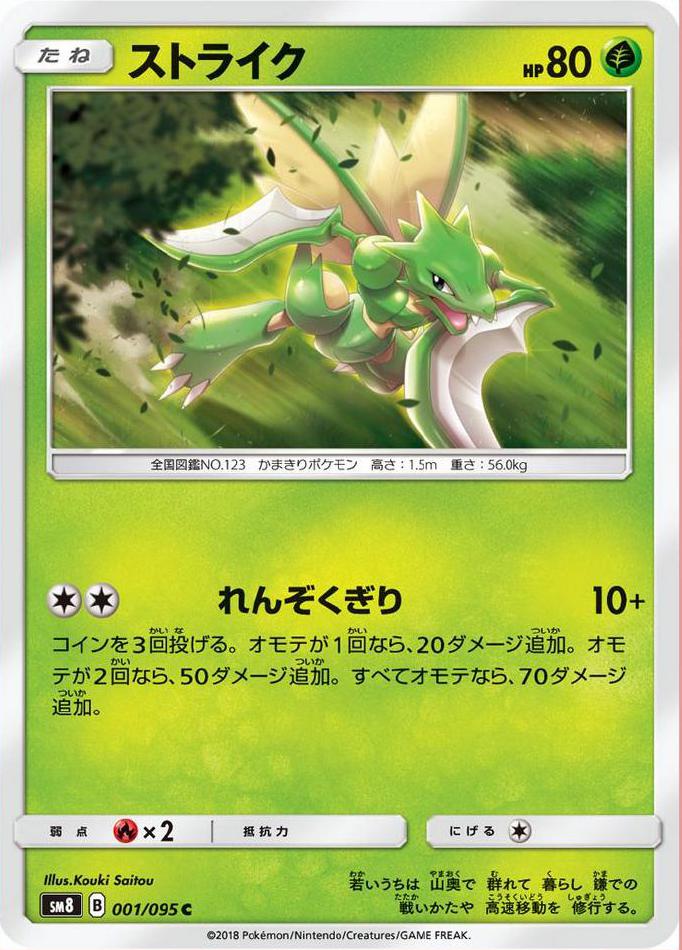 たね ストライク HP80
全国図鑑NO.123 かまきりポケモン 高さ：1.5m 重さ：56.0kg
れんぞくぎり 10+
コインを3回投げる。オモテが1回なら、20ダメージ追加。オモ
テが2回なら、50ダメージ追加。すべてオモテなら、70ダメージ
追加。
弱点 ×2 抵抗力 にげる
Illus.Kouki Saitou
SM8 B 001/095 C
若いうちは 山奥で 群れて 暮らし 鎌での
戦いかたや 高速移動を 修行する。
©2018 Pokémon/Nintendo/Creatures/GAME FREAK.